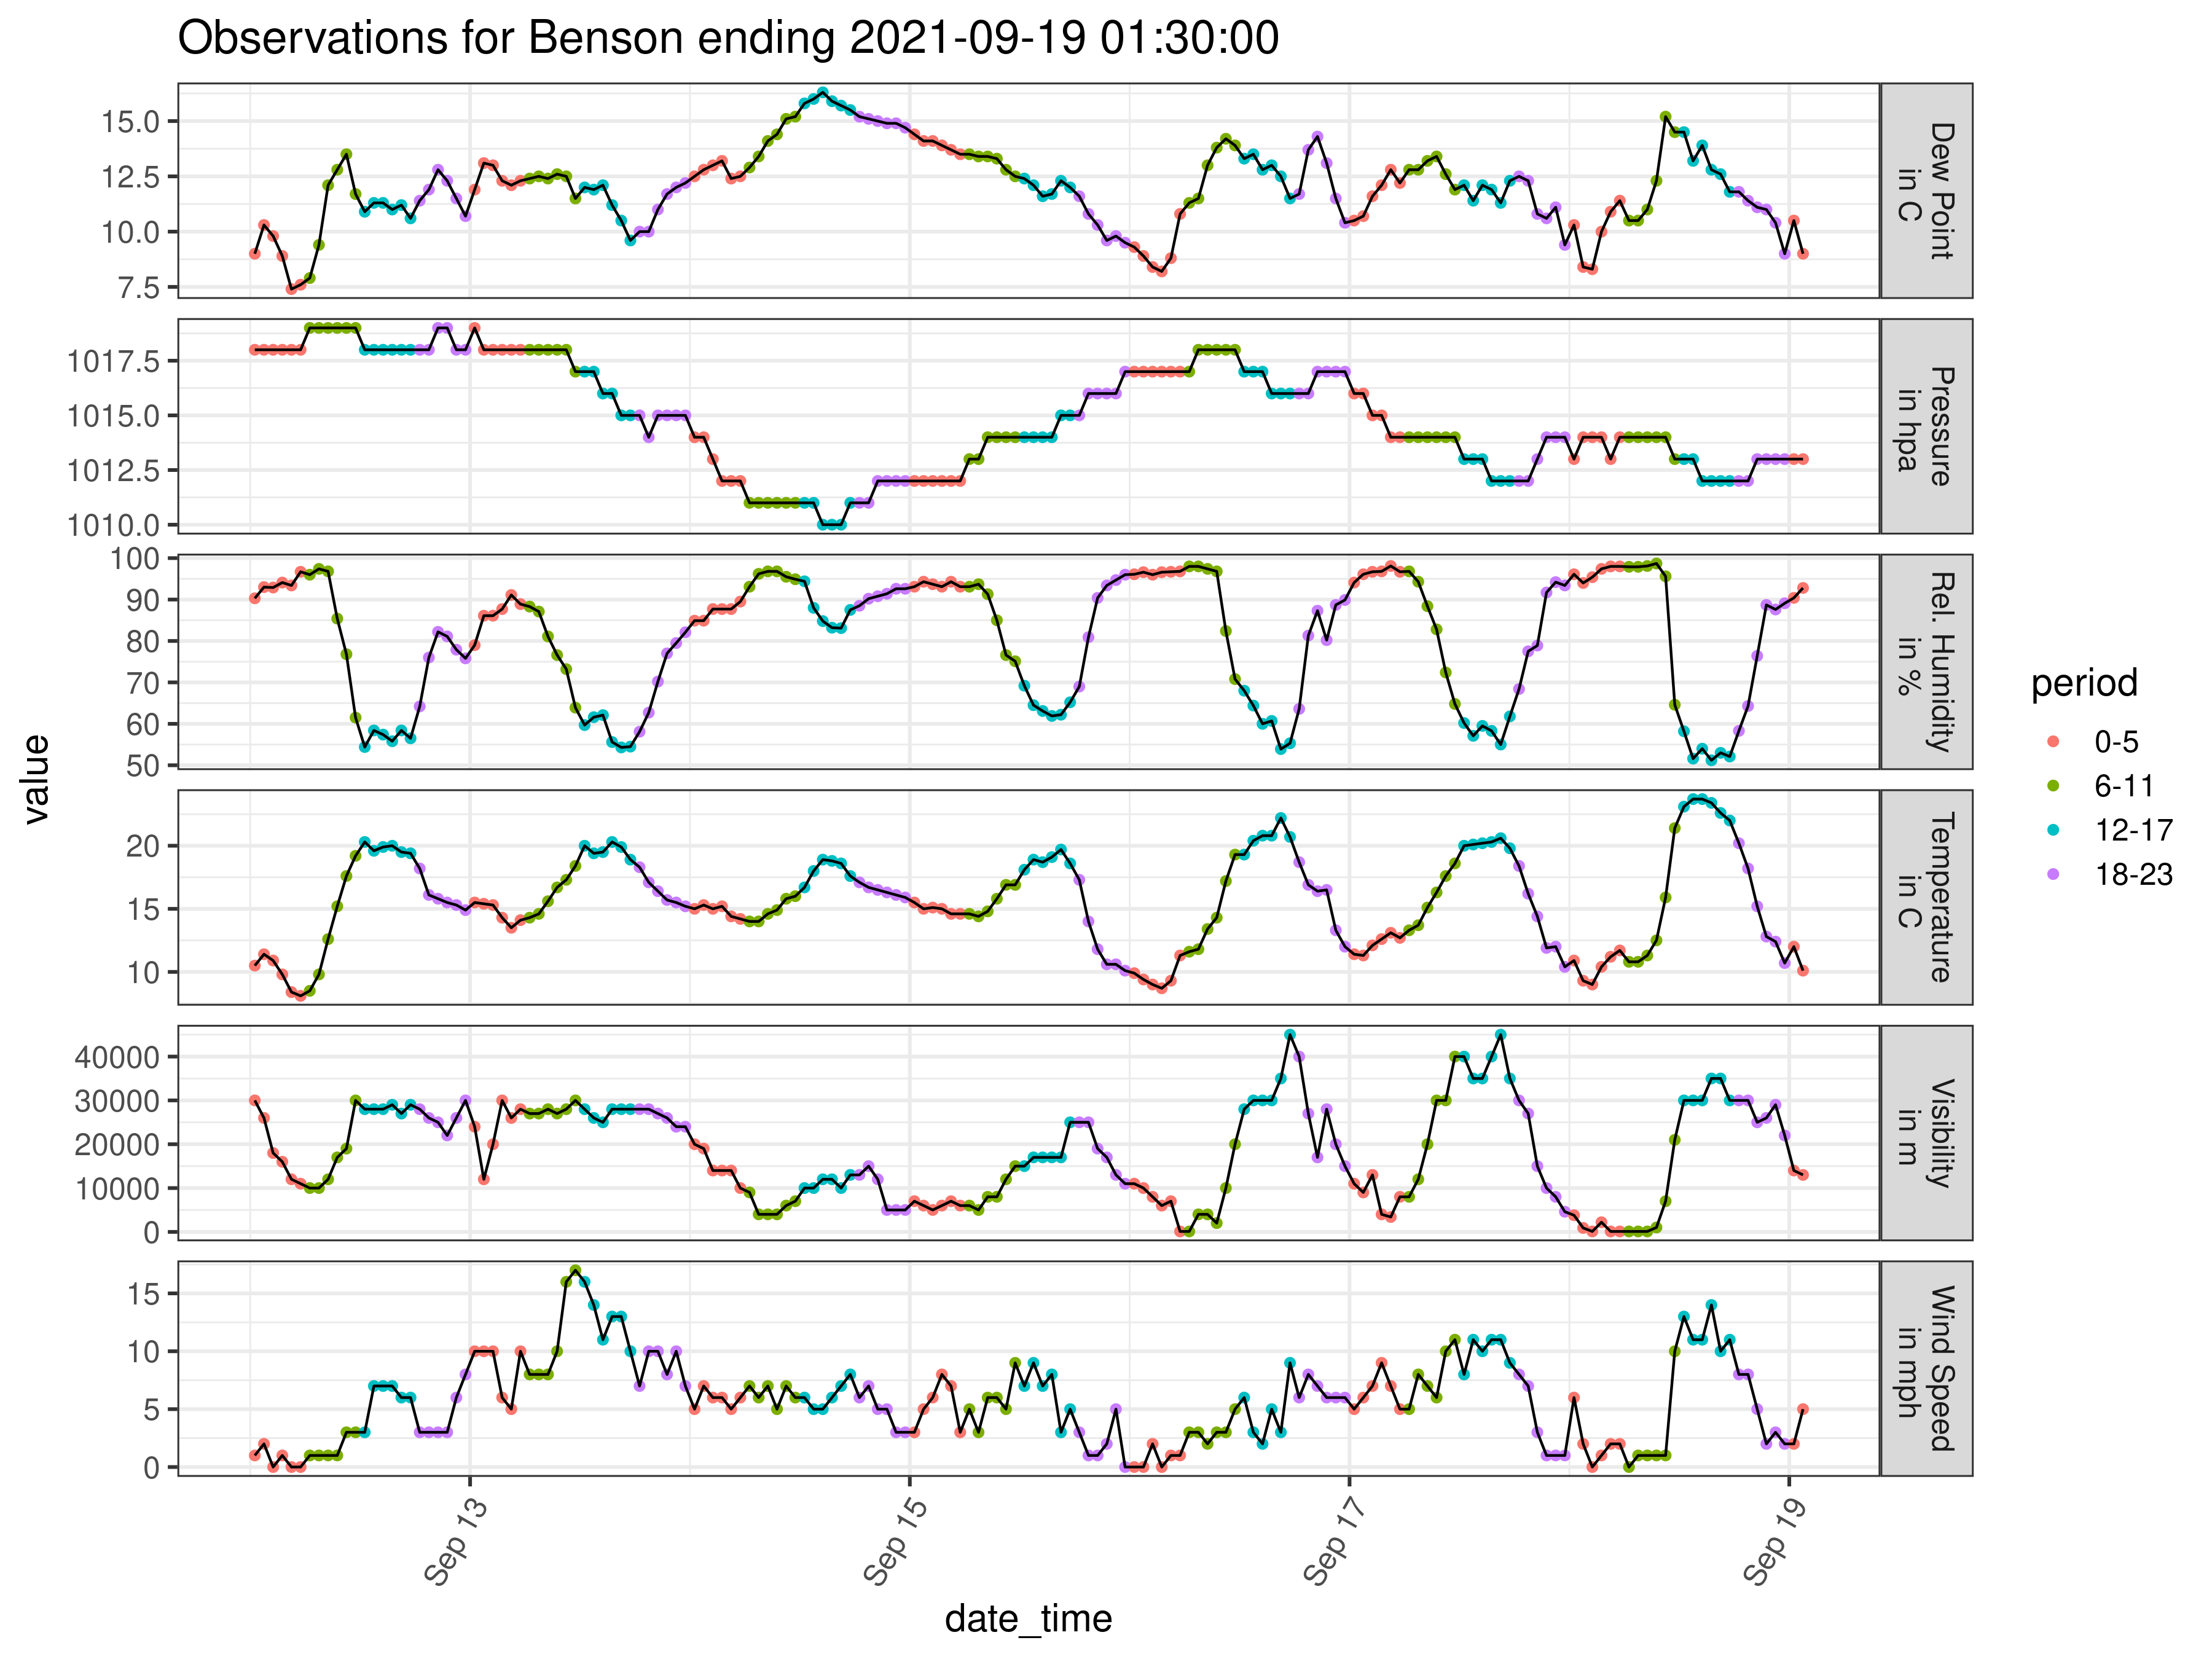 Observations for Benson ending 2021-09-19 01:30:00
value
15.0
12.5
10.0
7.5
Dew Point
in C
1017.5
1015.0
1012.5
1010.0
Pressure
in hpa
100
90
80
70
60
50
Rel. Humidity
in %
20
15
10
Temperature
in C
40000
30000
20000
10000
0
Visibility
in m
15
10
5
0
Wind Speed
in mph
Sep 13
Sep 15
Sep 17
Sep 19
date_time
period
0-5
6-11
12-17
18-23